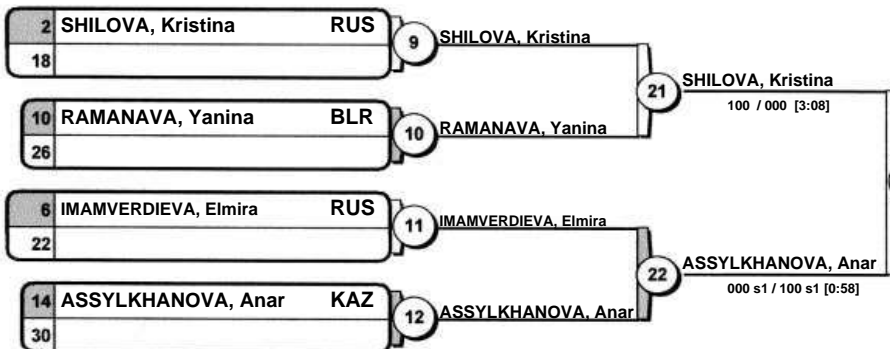 2 SHILOVA, Kristina RUS
18
9 SHILOVA, Kristina
10 RAMANAVA, Yanina BLR
26
10 RAMANAVA, Yanina
21 SHILOVA, Kristina
100 / 000 [3:08]
6 IMAMVERDIEVA, Elmira RUS
22
11 IMAMVERDIEVA, Elmira
14 ASSYLKHANOVA, Anar KAZ
30
12 ASSYLKHANOVA, Anar
22 ASSYLKHANOVA, Anar
000 s1 / 100 s1 [0:58]